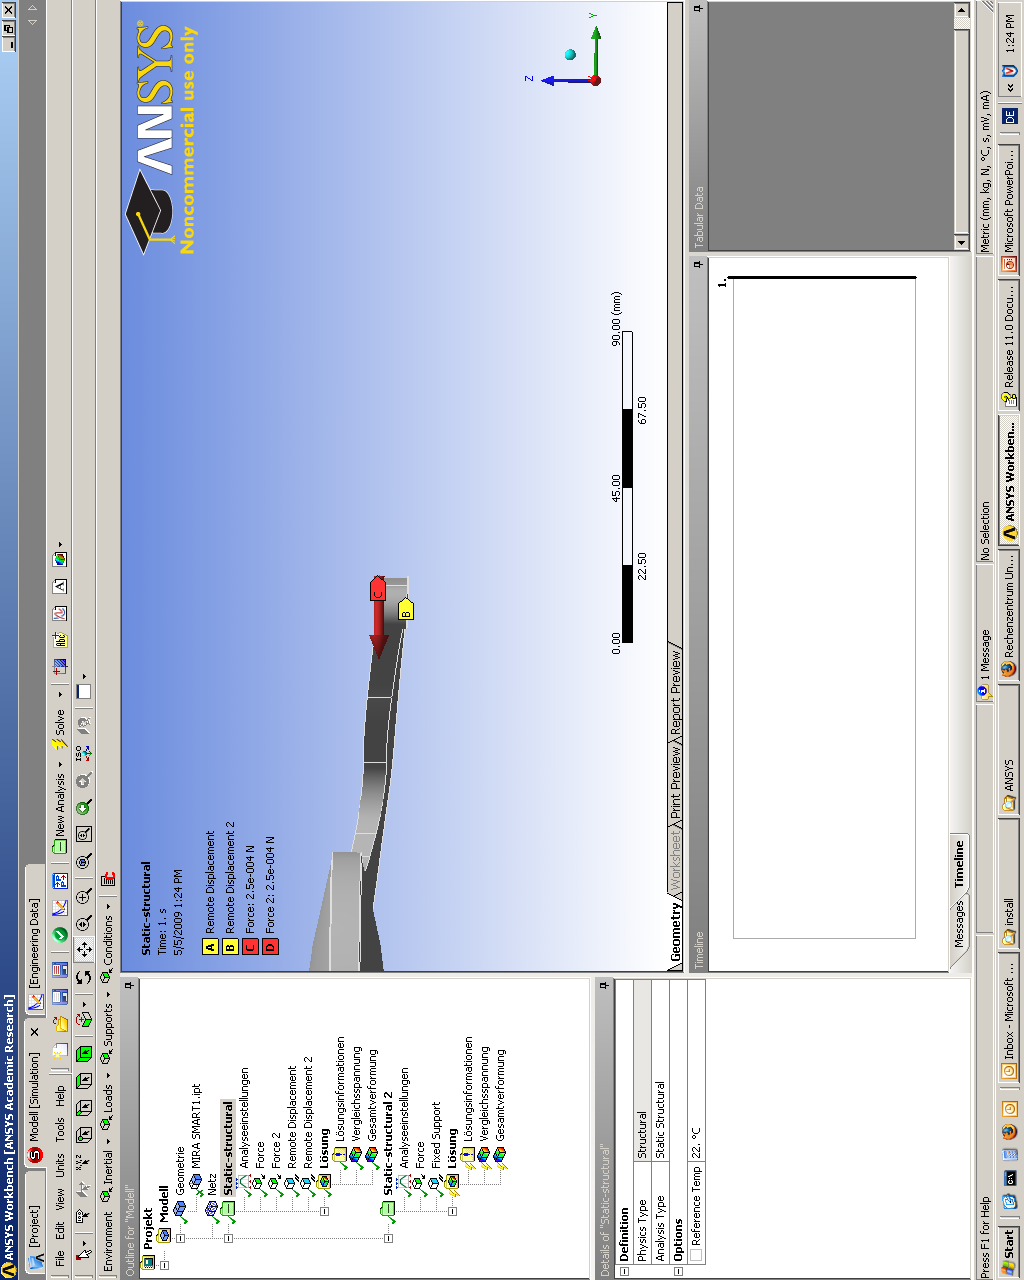 ANSYS Workbench [ANSYS Academic Research]
[Project]
Modell [Simulation]
[Engineering Data]
File Edit View Units Tools Help
New Analysis
Solve
Environment
Inertial
Loads
Supports
Conditions
Outline for "Modell"
Projekt
Modell
Geometrie
MIRA SMART1.ipt
Netz
Static-structural
Analyseeinstellungen
Force
Force 2
Remote Displacement
Remote Displacement 2
Lösung
Lösungsinformationen
Vergleichsspannung
Gesamtverformung
Static-structural 2
Analyseeinstellungen
Force
Fixed Support
Lösung
Lösungsinformationen
Vergleichsspannung
Gesamtverformung
Details of "Static-structural"
Definition
Physics Type Structural
Analysis Type Static Structural
Options
Reference Temp 22. °C
Static-structural
Time: 1. s
5/5/2009 1:24 PM
A Remote Displacement
B Remote Displacement 2
C Force: 2.5e-004 N
D Force 2: 2.5e-004 N
ANSYS
Noncommercial use only
C
B
Z
Y
0.00 45.00 90.00 (mm)
22.50 67.50
Geometry Worksheet Print Preview Report Preview
Timeline
1.
Messages Timeline
Tabular Data
Press F1 for Help
1 Message
No Selection
Metric (mm, kg, N, °C, s, mV, mA)
Start
Inbox - Microsoft ...
install
ANSYS
Rechenzentrum Un...
ANSYS Workben...
Release 11.0 Docu...
Microsoft PowerPoi...
DE
1:24 PM